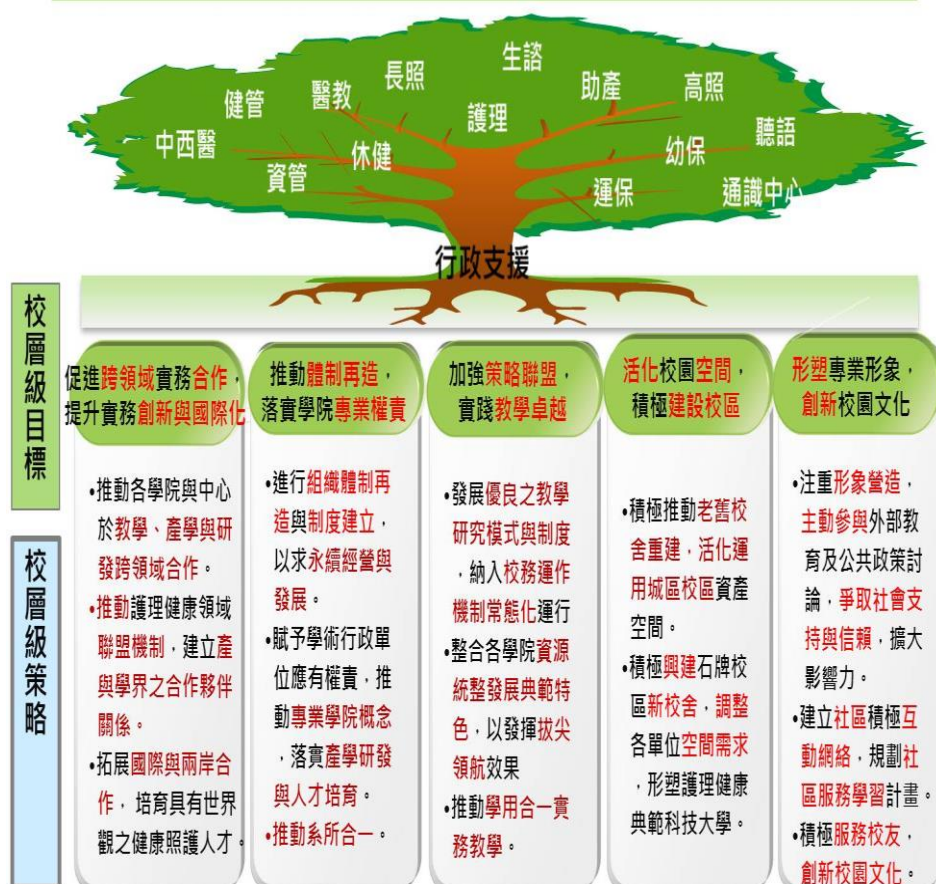 生諮
長照
助產
高照
醫教
健管
護理
聽語
中西醫
休健
幼保
資管
運保
通識中心
行政支援
校層級目標
促進跨領域實務合作，
提升實務創新與國際化
推動體制再造，
落實學院專業權責
加強策略聯盟，
實踐教學卓越
活化校園空間，
積極建設校區
形塑專業形象，
創新校園文化
校層級策略
•推動各學院與中心
於教學、產學與研
發跨領域合作。
•推動護理健康領域
聯盟機制，建立產
與學界之合作夥伴
關係。
•拓展國際與兩岸合
作，培育具有世界
觀之健康照護人才。
•進行組織體制再
造與制度建立，
以求永續經營與
發展。
•賦予學術行政單
位應有權責，推
動專業學院概念
，落實產學研發
與人才培育。
•推動系所合一。
•發展優良之教學
研究模式與制度
，納入校務運作
機制常態化運行
•整合各學院資源
統整發展典範特
色，以發揮拔尖
領航效果
•推動學用合一實
務教學。
•積極推動老舊校
舍重建，活化運
用城區校區資產
空間。
•積極興建石牌校
區新校舍，調整
各單位空間需求
，形塑護理健康
典範科技大學。
•注重形象營造，
主動參與外部教
育及公共政策討
論，爭取社會支
持與信賴，擴大
影響力。
•建立社區積極互
動網絡，規劃社
區服務學習計畫。
•積極服務校友，
創新校園文化。